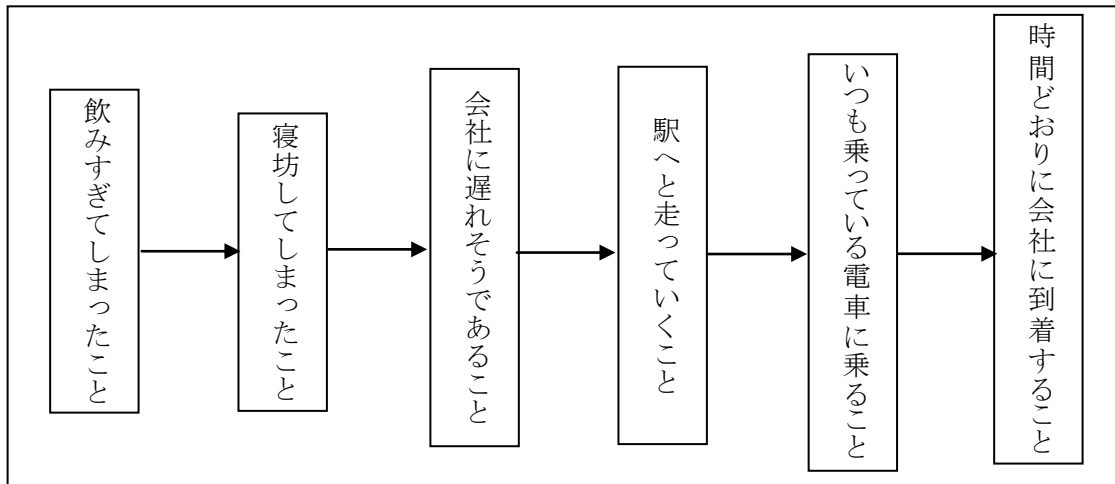 飲みすぎてしまったこと
寝坊してしまったこと
会社に遅れそうであること
駅へと走っていくこと
いつも乗っている電車に乗ること
時間どおりに会社に到着すること